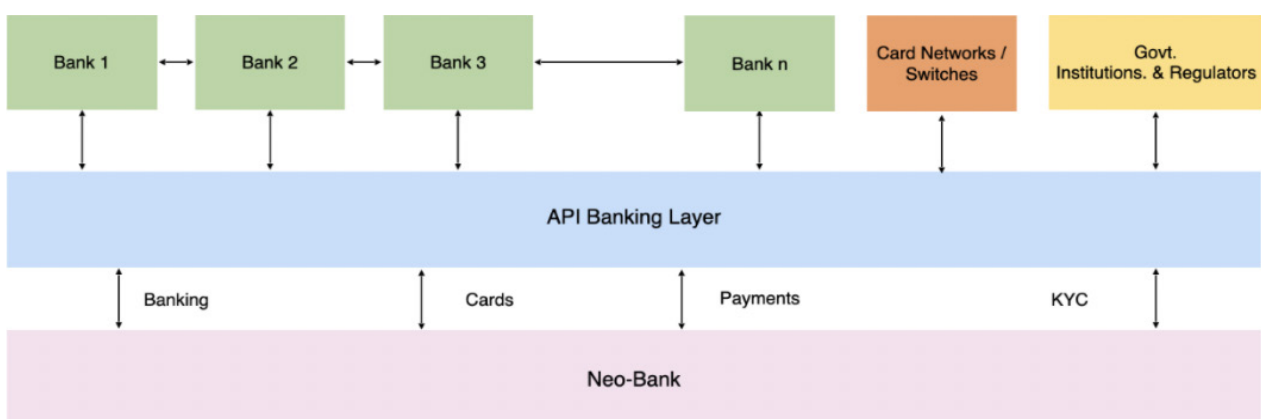 Bank 1
Bank 2
Bank 3
Bank n
Card Networks /
Switches
Govt.
Institutions. & Regulators
API Banking Layer
Banking
Cards
Payments
KYC
Neo-Bank